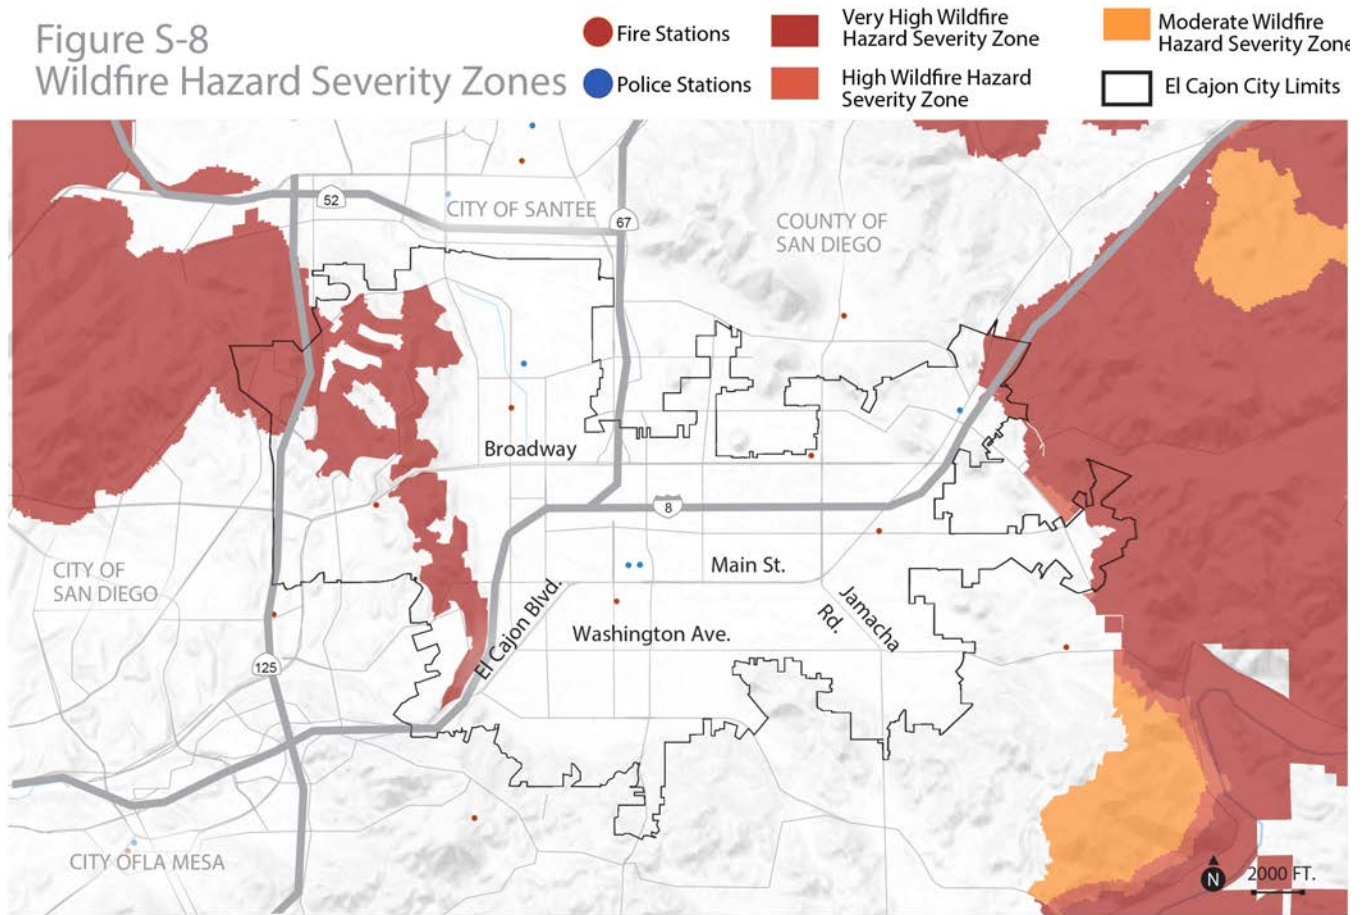 Figure S-8
Wildfire Hazard Severity Zones
Fire Stations
Police Stations
Very High Wildfire
Hazard Severity Zone
High Wildfire Hazard
Severity Zone
Moderate Wildfire
Hazard Severity Zone
El Cajon City Limits
52
CITY OF SANTEE
67
COUNTY OF
SAN DIEGO
Broadway
8
CITY OF
SAN DIEGO
Main St.
El Cajon Blvd.
Jamacha
Rd.
Washington Ave.
125
CITY OFLA MESA
N
2000 FT.